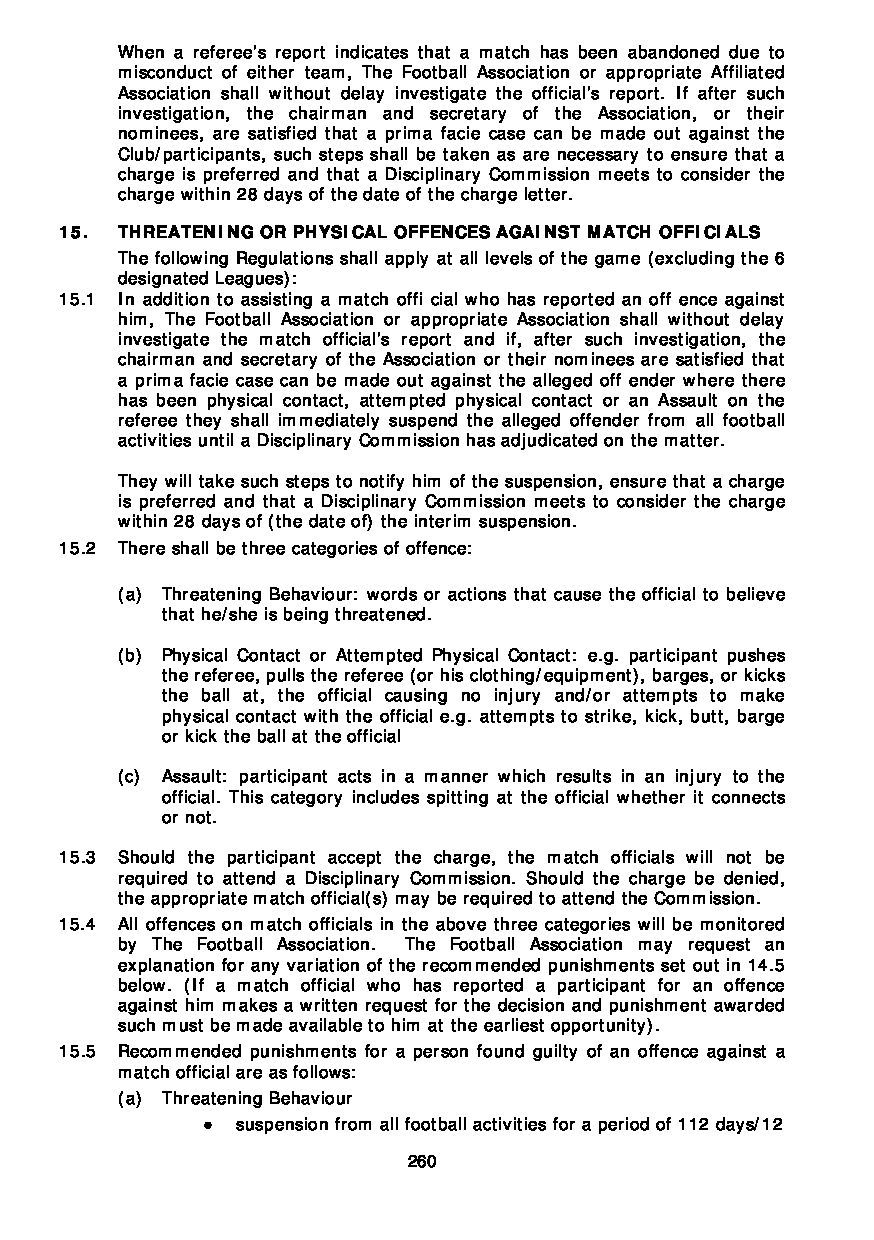 When a referee's report indicates that a match has been abandoned due to
misconduct of either team, The Football Association or appropriate Affiliated
Association shall without delay investigate the official's report. If after such
investigation, the chairman and secretary of the Association, or their
nominees, are satisfied that a prima facie case can be made out against the
Club/participants, such steps shall be taken as are necessary to ensure that a
charge is preferred and that a Disciplinary Commission meets to consider the
charge within 28 days of the date of the charge letter.
15. THREATENING OR PHYSICAL OFFENCES AGAINST MATCH OFFICIALS
The following Regulations shall apply at all levels of the game (excluding the 6
designated Leagues):
15.1 In addition to assisting a match offi cial who has reported an off ence against
him, The Football Association or appropriate Association shall without delay
investigate the match official's report and if, after such investigation, the
chairman and secretary of the Association or their nominees are satisfied that
a prima facie case can be made out against the alleged off ender where there
has been physical contact, attempted physical contact or an Assault on the
referee they shall immediately suspend the alleged offender from all football
activities until a Disciplinary Commission has adjudicated on the matter.
They will take such steps to notify him of the suspension, ensure that a charge
is preferred and that a Disciplinary Commission meets to consider the charge
within 28 days of (the date of) the interim suspension.
15.2 There shall be three categories of offence:
(a) Threatening Behaviour: words or actions that cause the official to believe
that he/she is being threatened.
(b) Physical Contact or Attempted Physical Contact: e.g. participant pushes
the referee, pulls the referee (or his clothing/equipment), barges, or kicks
the ball at, the official causing no injury and/or attempts to make
physical contact with the official e.g. attempts to strike, kick, butt, barge
or kick the ball at the official
(c) Assault: participant acts in a manner which results in an injury to the
official. This category includes spitting at the official whether it connects
or not.
15.3 Should the participant accept the charge, the match officials will not be
required to attend a Disciplinary Commission. Should the charge be denied,
the appropriate match official(s) may be required to attend the Commission.
15.4 All offences on match officials in the above three categories will be monitored
by The Football Association. The Football Association may request an
explanation for any variation of the recommended punishments set out in 14.5
below. (If a match official who has reported a participant for an offence
against him makes a written request for the decision and punishment awarded
such must be made available to him at the earliest opportunity).
15.5 Recommended punishments for a person found guilty of an offence against a
match official are as follows:
(a) Threatening Behaviour
• suspension from all football activities for a period of 112 days/12
260